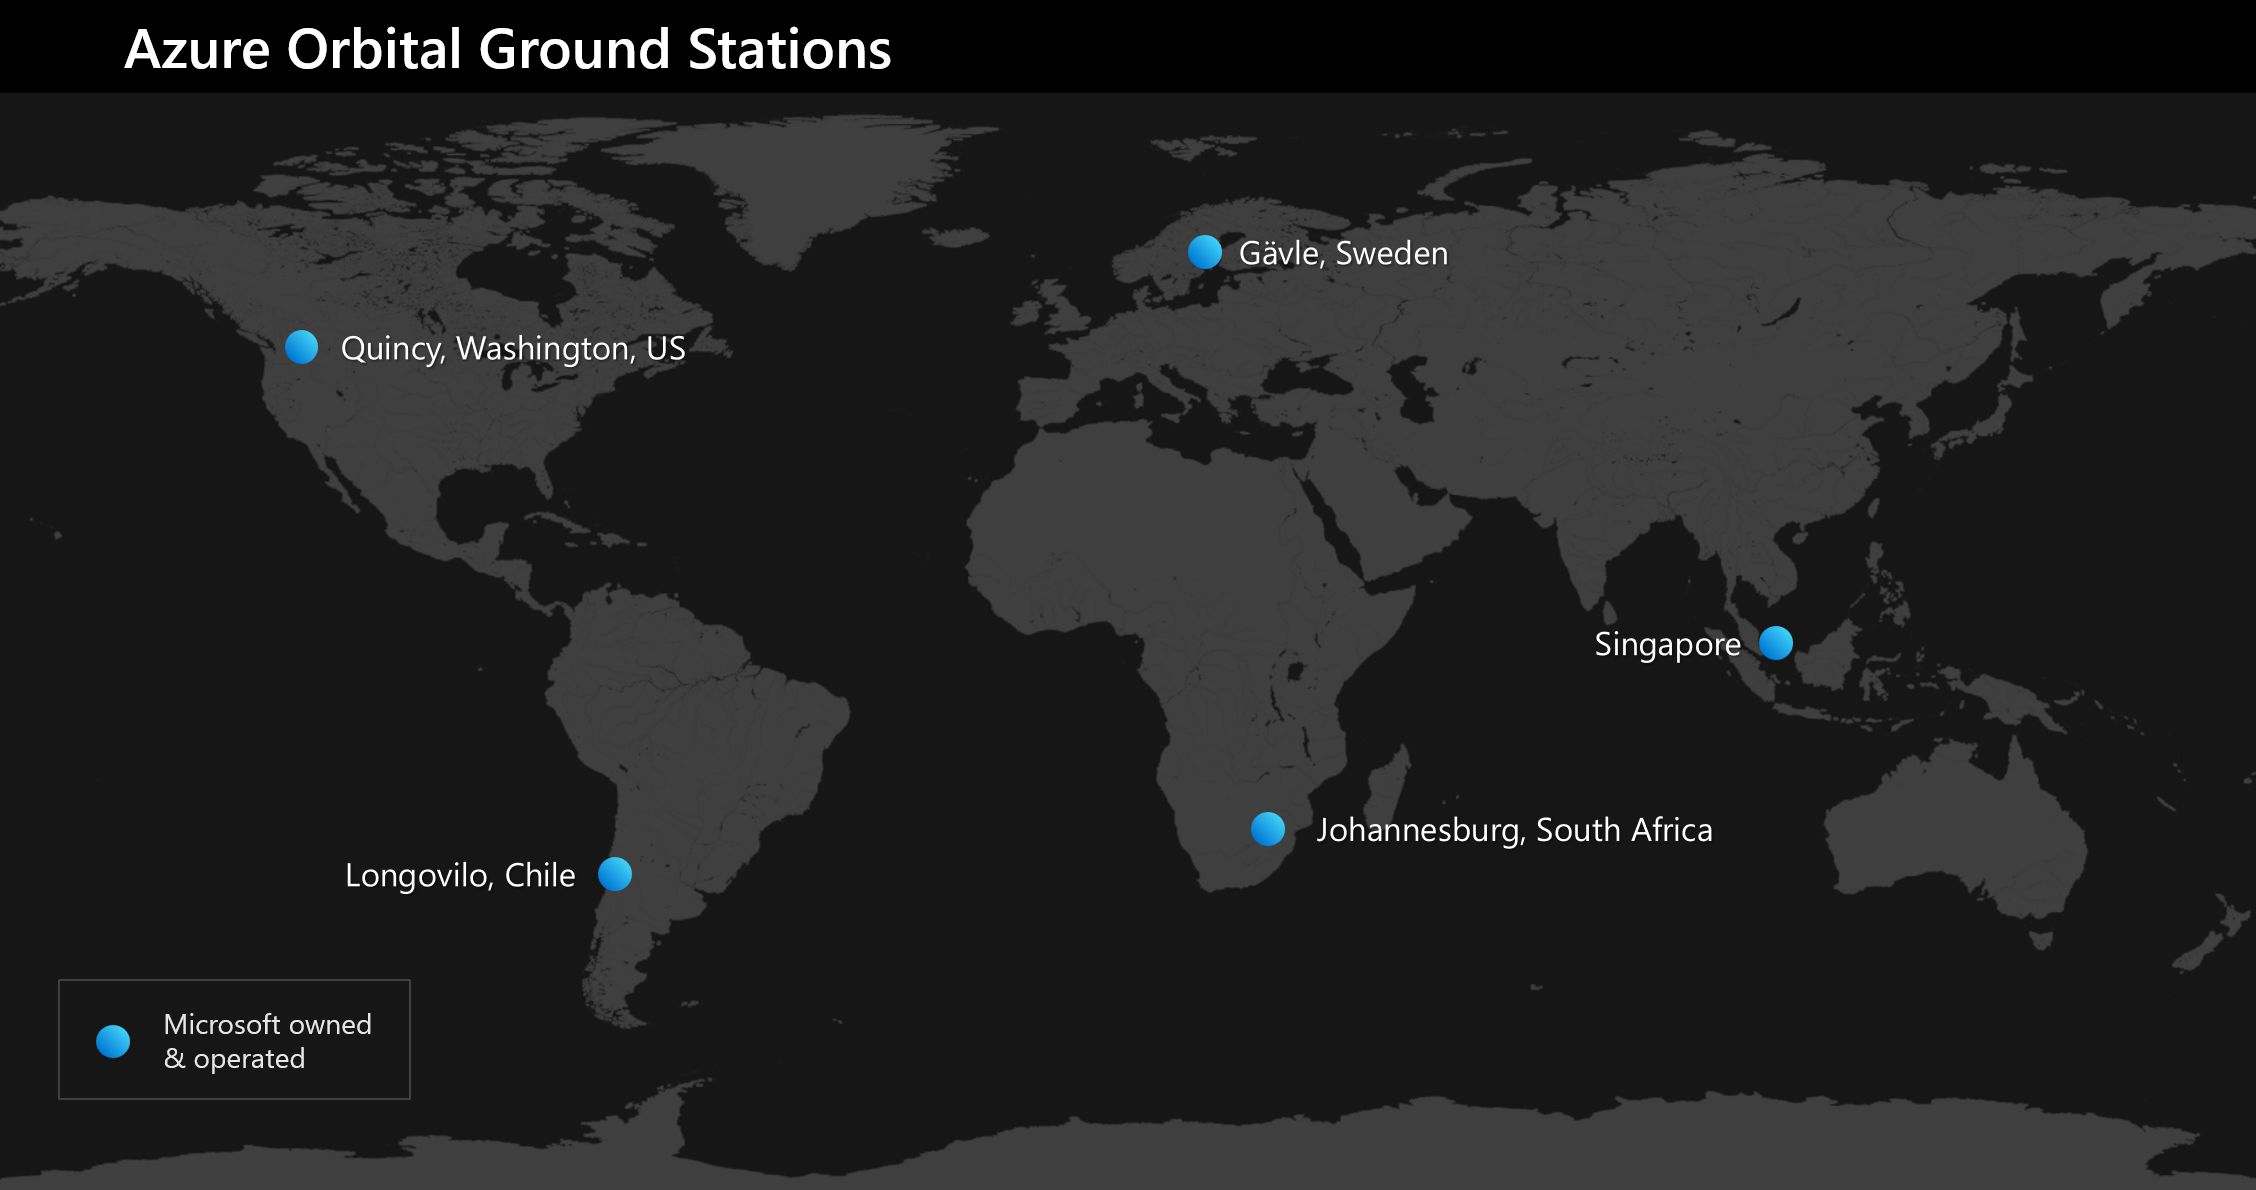 Azure Orbital Ground Stations
Gävle, Sweden
Quincy, Washington, US
Singapore
Johannesburg, South Africa
Longovilo, Chile
Microsoft owned
& operated